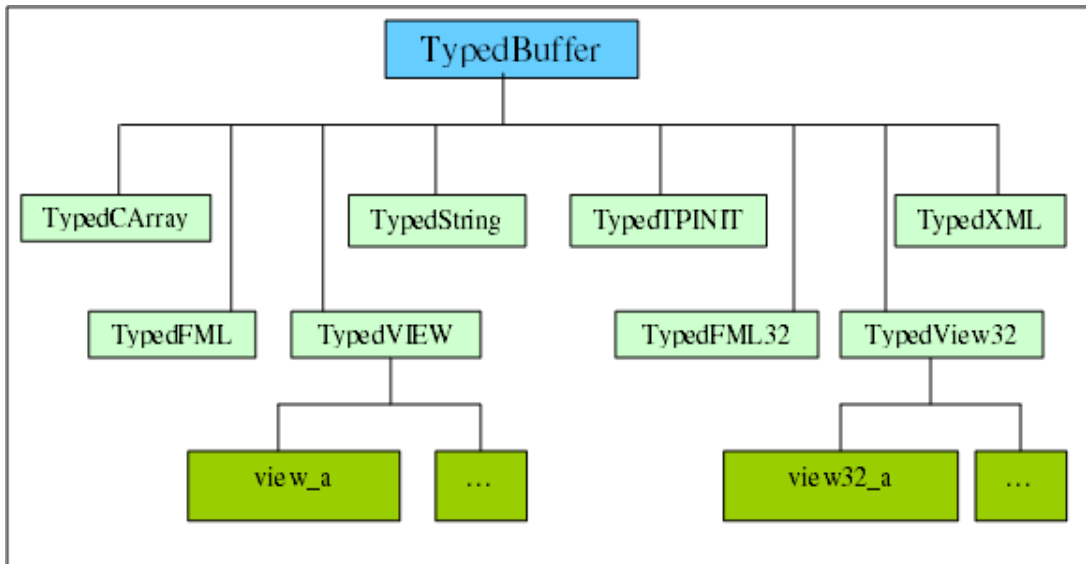 TypedBuffer
TypedCArray
TypedString
TypedTPINIT
TypedXML
TypedFML
TypedVIEW
TypedFML32
TypedView32
view_a
...
view32_a
...